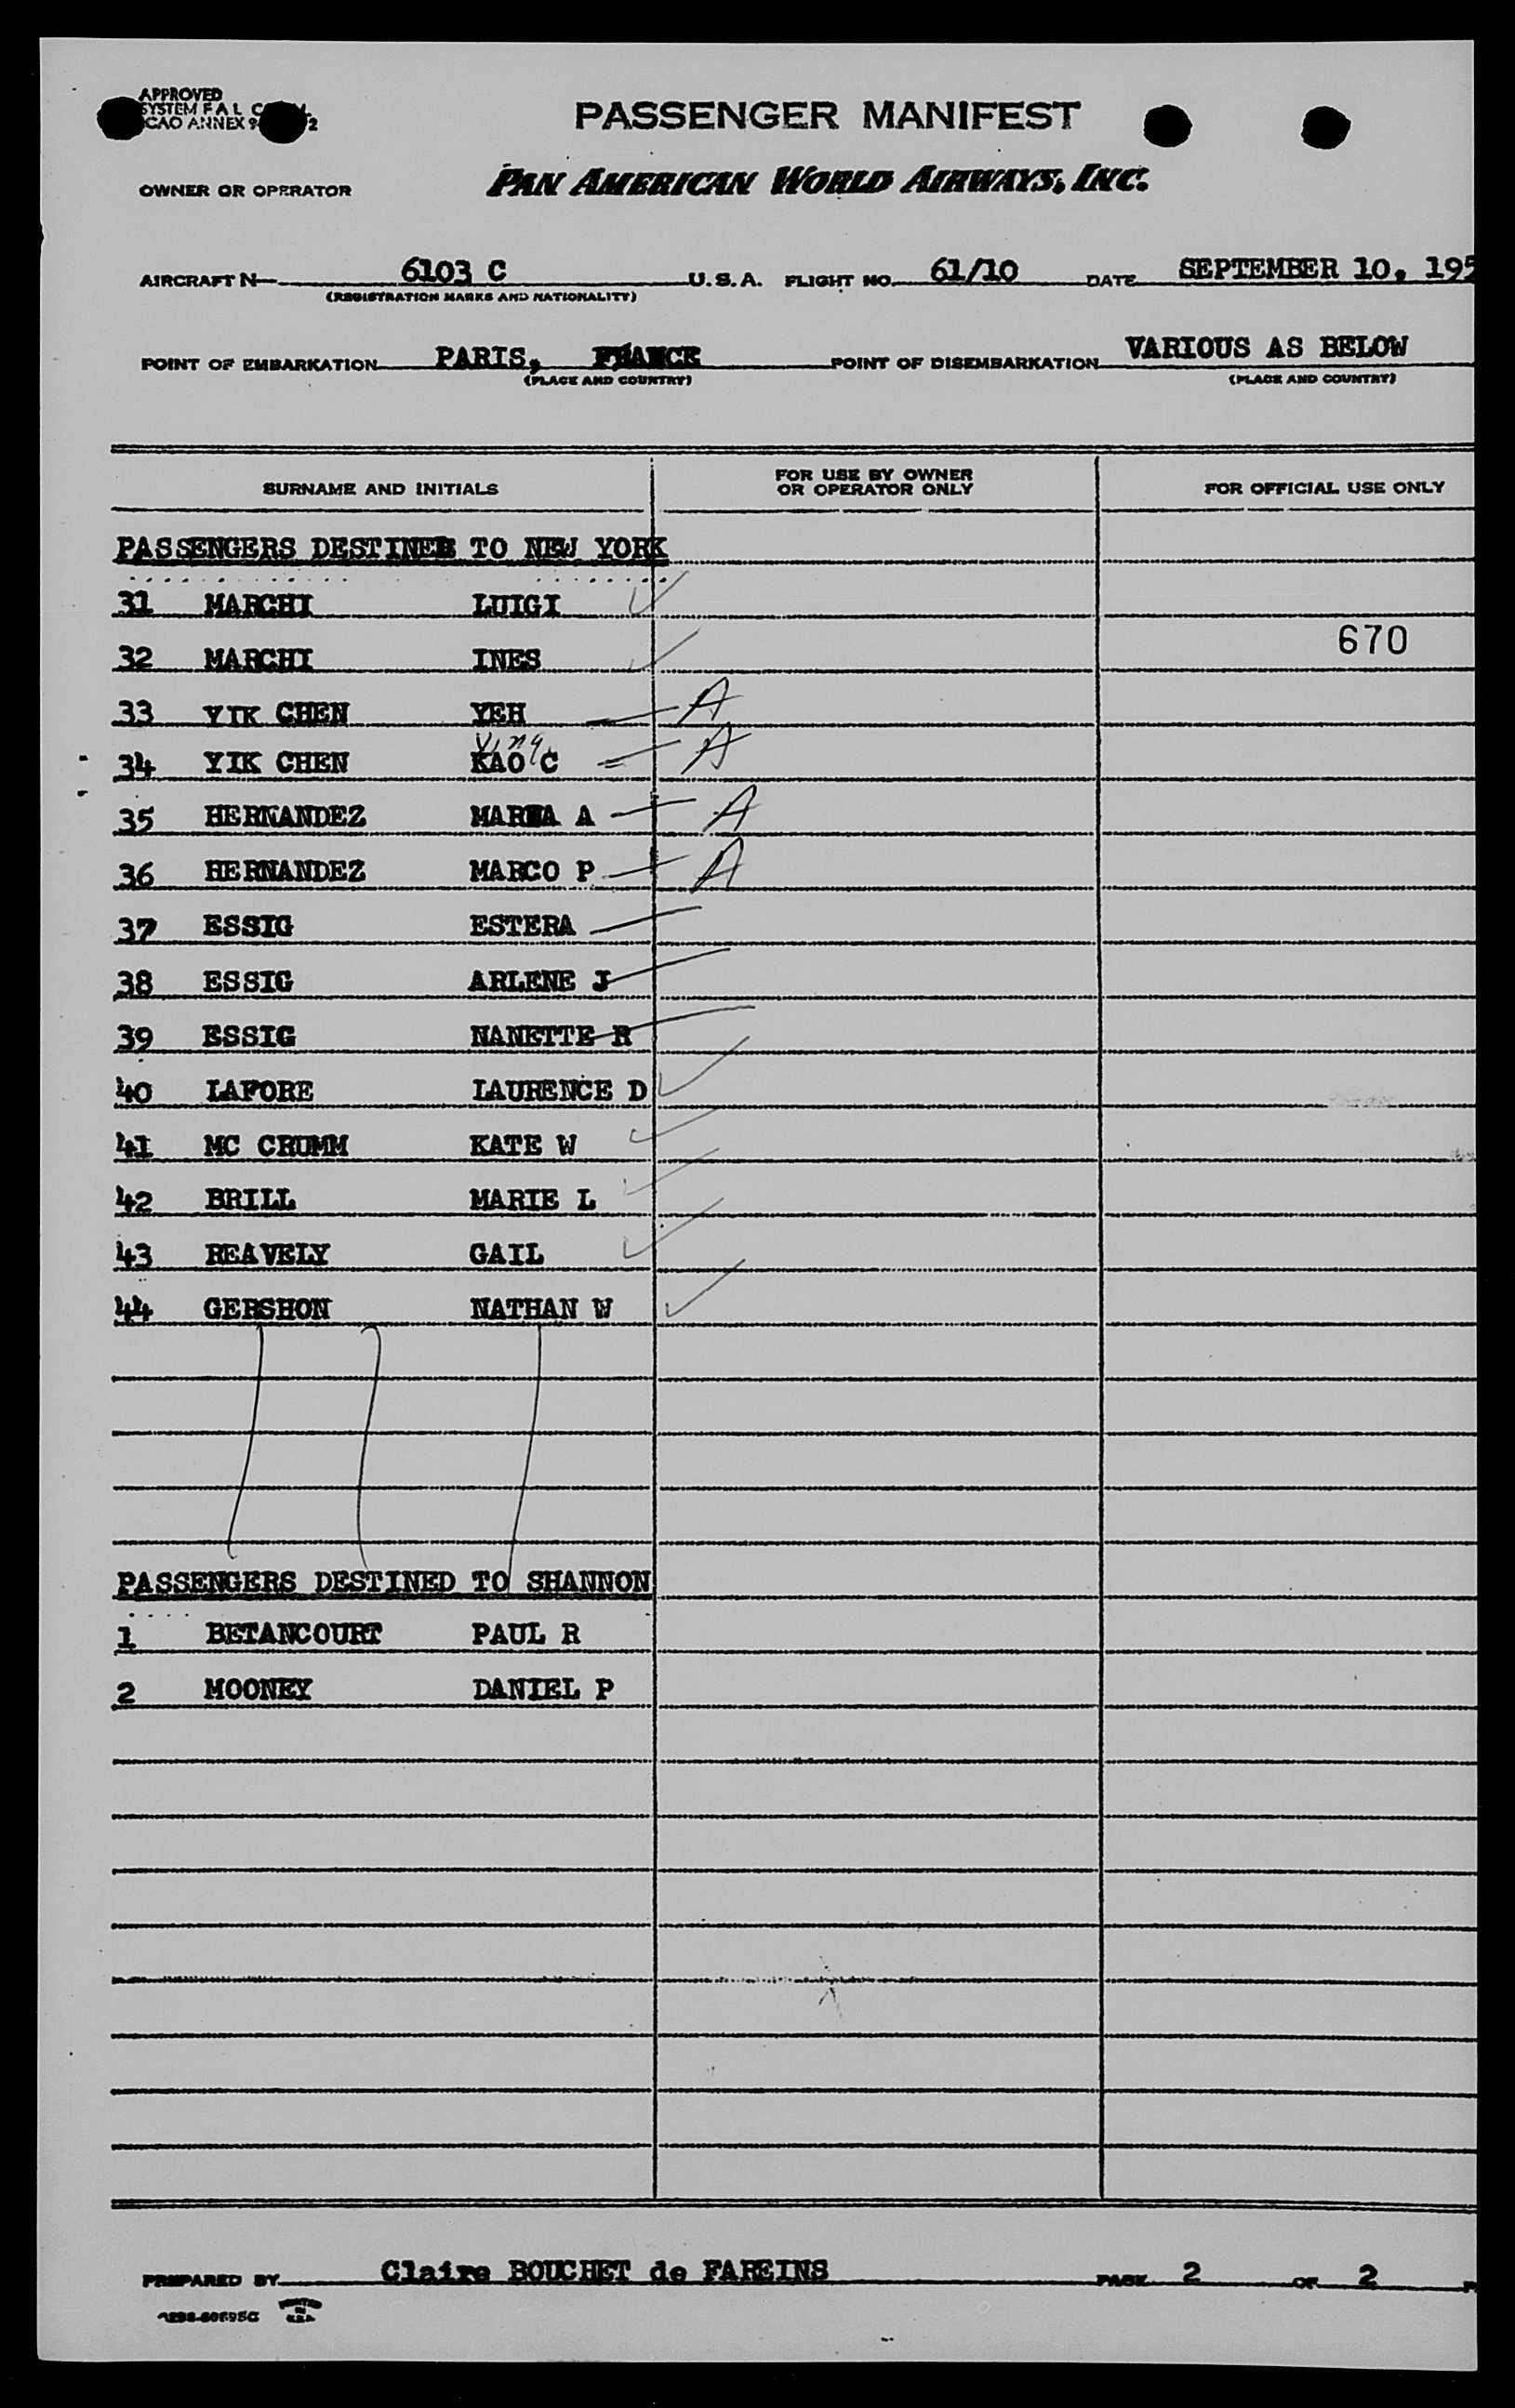 APPROVED
SYSTEM F A L
ICAO ANNEX 9
PASSENGER MANIFEST
OWNER OR OPERATOR PAN AMERICAN WORLD AIRWAYS, INC.
AIRCRAFT N 6103 C U.S.A. FLIGHT NO. 61/10 DATE SEPTEMBER 10, 195
(REGISTRATION MARKS AND NATIONALITY)
POINT OF EMBARKATION PARIS, FRANCE POINT OF DISEMBARKATION VARIOUS AS BELOW
(PLACE AND COUNTRY) (PLACE AND COUNTRY)
SURNAME AND INITIALS FOR USE BY OWNER OR OPERATOR ONLY FOR OFFICIAL USE ONLY
PASSENGERS DESTINED TO NEW YORK
31 MARCHI LUIGI
32 MARCHI INES 670
33 YIK CHEN YEH A
Ying
34 YIK CHEN KAO C A
35 HERNANDEZ MARIA A A
36 HERNANDEZ MARCO P A
37 ESSIG ESTERA
38 ESSIG ARLENE J
39 ESSIG NANETTE R
40 LAFORE LAURENCE D
41 MC CRUMM KATE W
42 BRILL MARIE L
43 REAVELY GAIL
44 GERSHON NATHAN W
PASSENGERS DESTINED TO SHANNON
1 BETANCOURT PAUL R
2 MOONEY DANIEL P
PREPARED BY Claire BOUCHET de FAREINS PAGE 2 OF 2
PRINTED IN U.S.A.